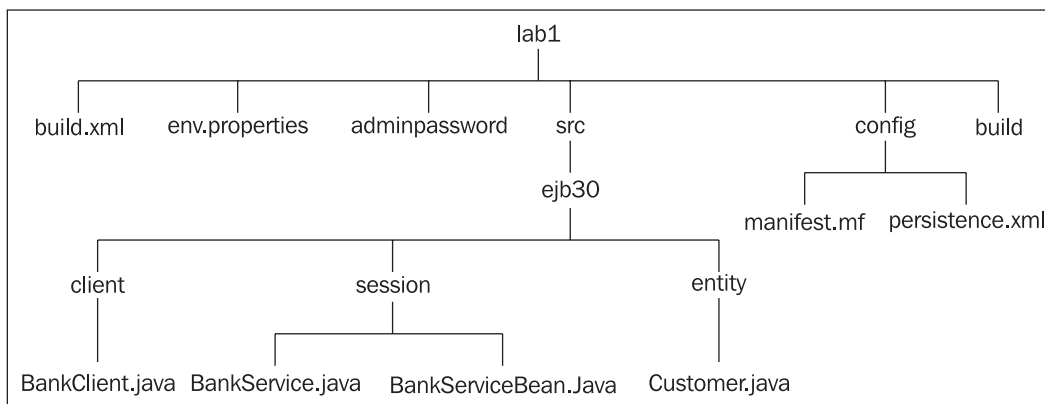 lab1
build.xml env.properties adminpassword src config build
ejb30
manifest.mf persistence.xml
client session entity
BankClient.java BankService.java BankServiceBean.Java Customer.java